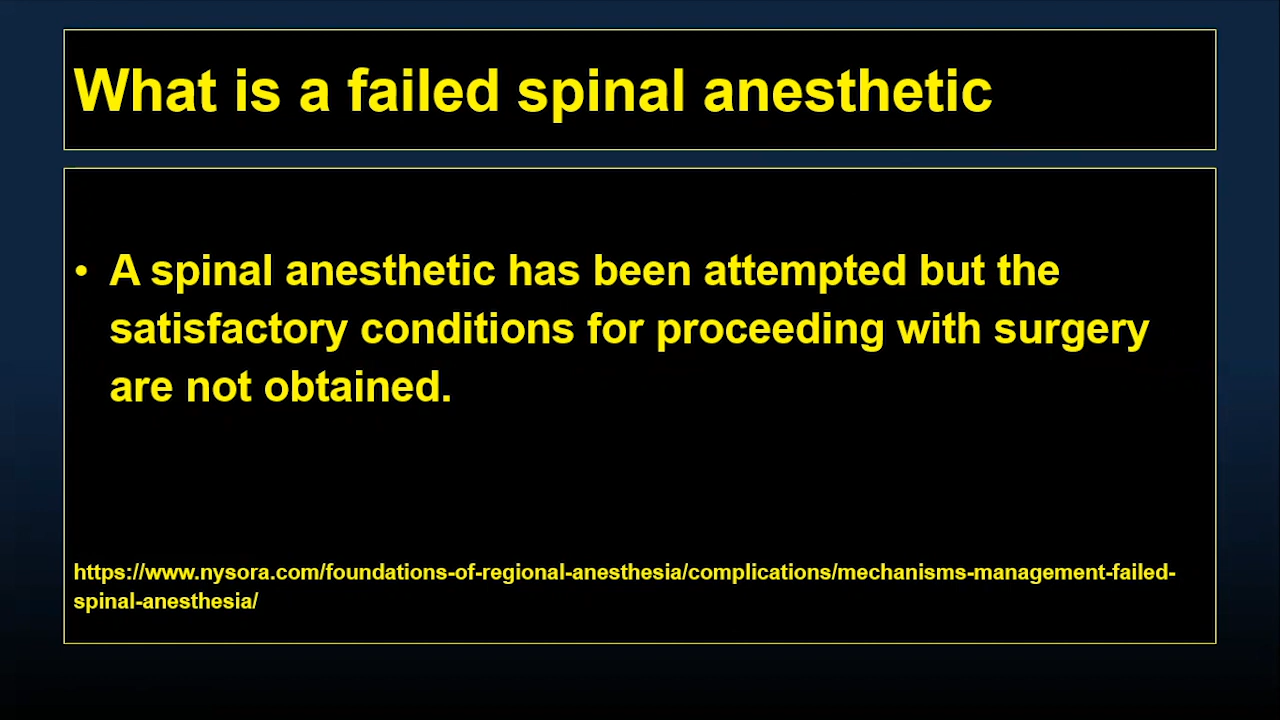 What is a failed spinal anesthetic
• A spinal anesthetic has been attempted but the
satisfactory conditions for proceeding with surgery
are not obtained.
https://www.nysora.com/foundations-of-regional-anesthesia/complications/mechanisms-management-failed-
spinal-anesthesia/